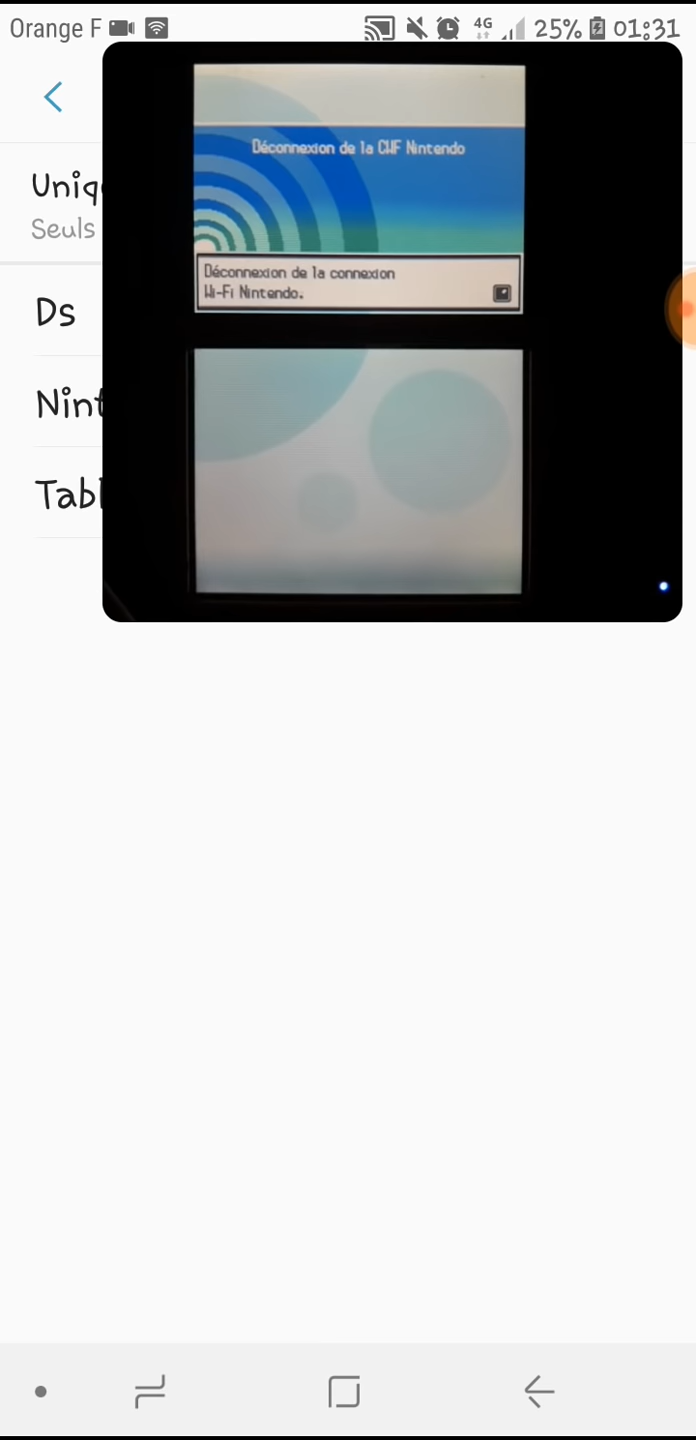 Orange F
4G
25%
01:31
Déconnexion de la CWF Nintendo
Déconnexion de la connexion
Wi-Fi Nintendo.
Uniq
Seuls
Ds
Nint
Tabl